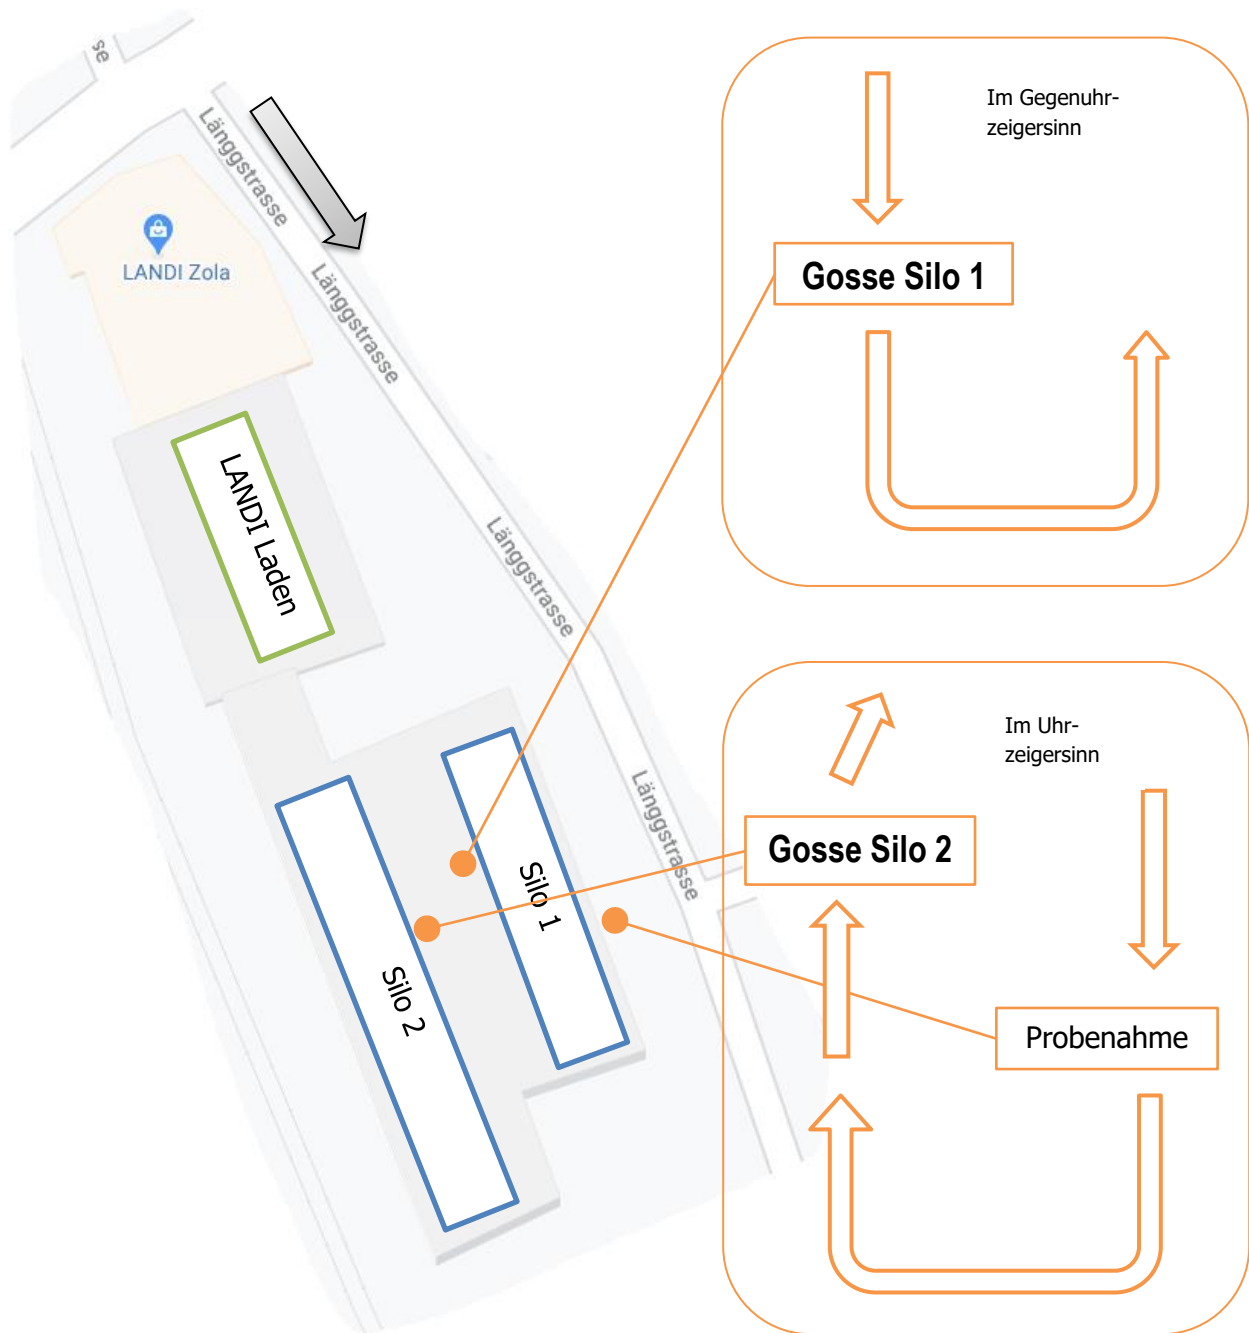 se
Länggstrasse
LANDI Zola
Länggstrasse
LANDI Laden
Länggstrasse
Länggstrasse
Silo 1
Silo 2
Im Gegenuhr-
zeigersinn
Gosse Silo 1
Im Uhr-
zeigersinn
Gosse Silo 2
Probenahme